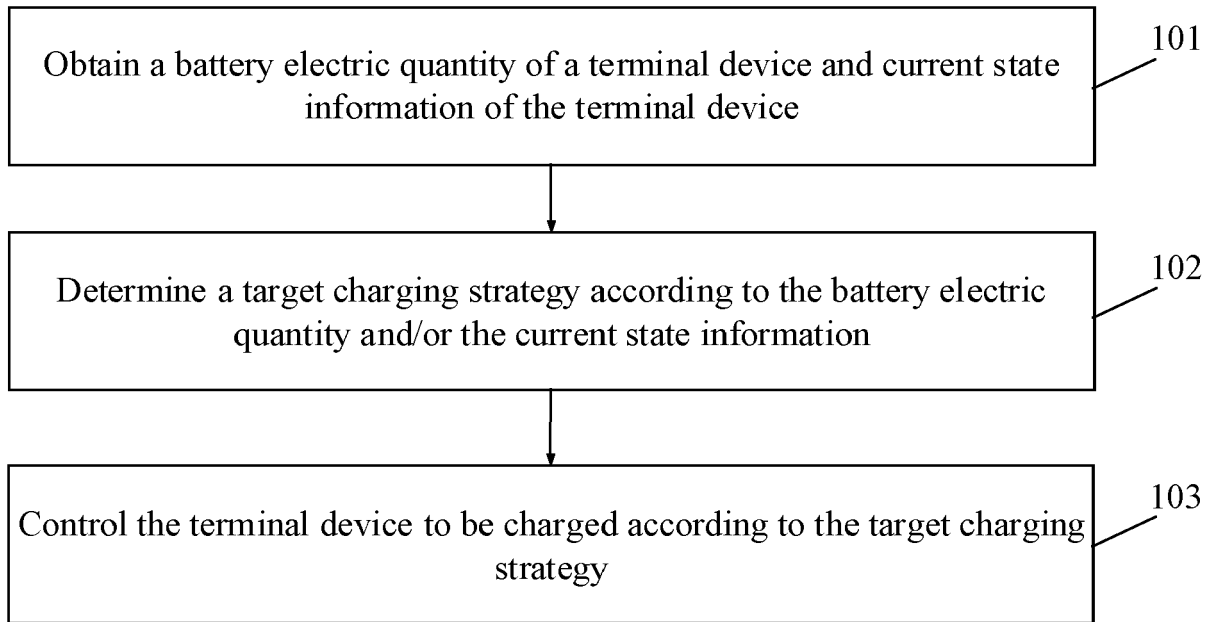 101
Obtain a battery electric quantity of a terminal device and current state
information of the terminal device
102
Determine a target charging strategy according to the battery electric
quantity and/or the current state information
103
Control the terminal device to be charged according to the target charging
strategy